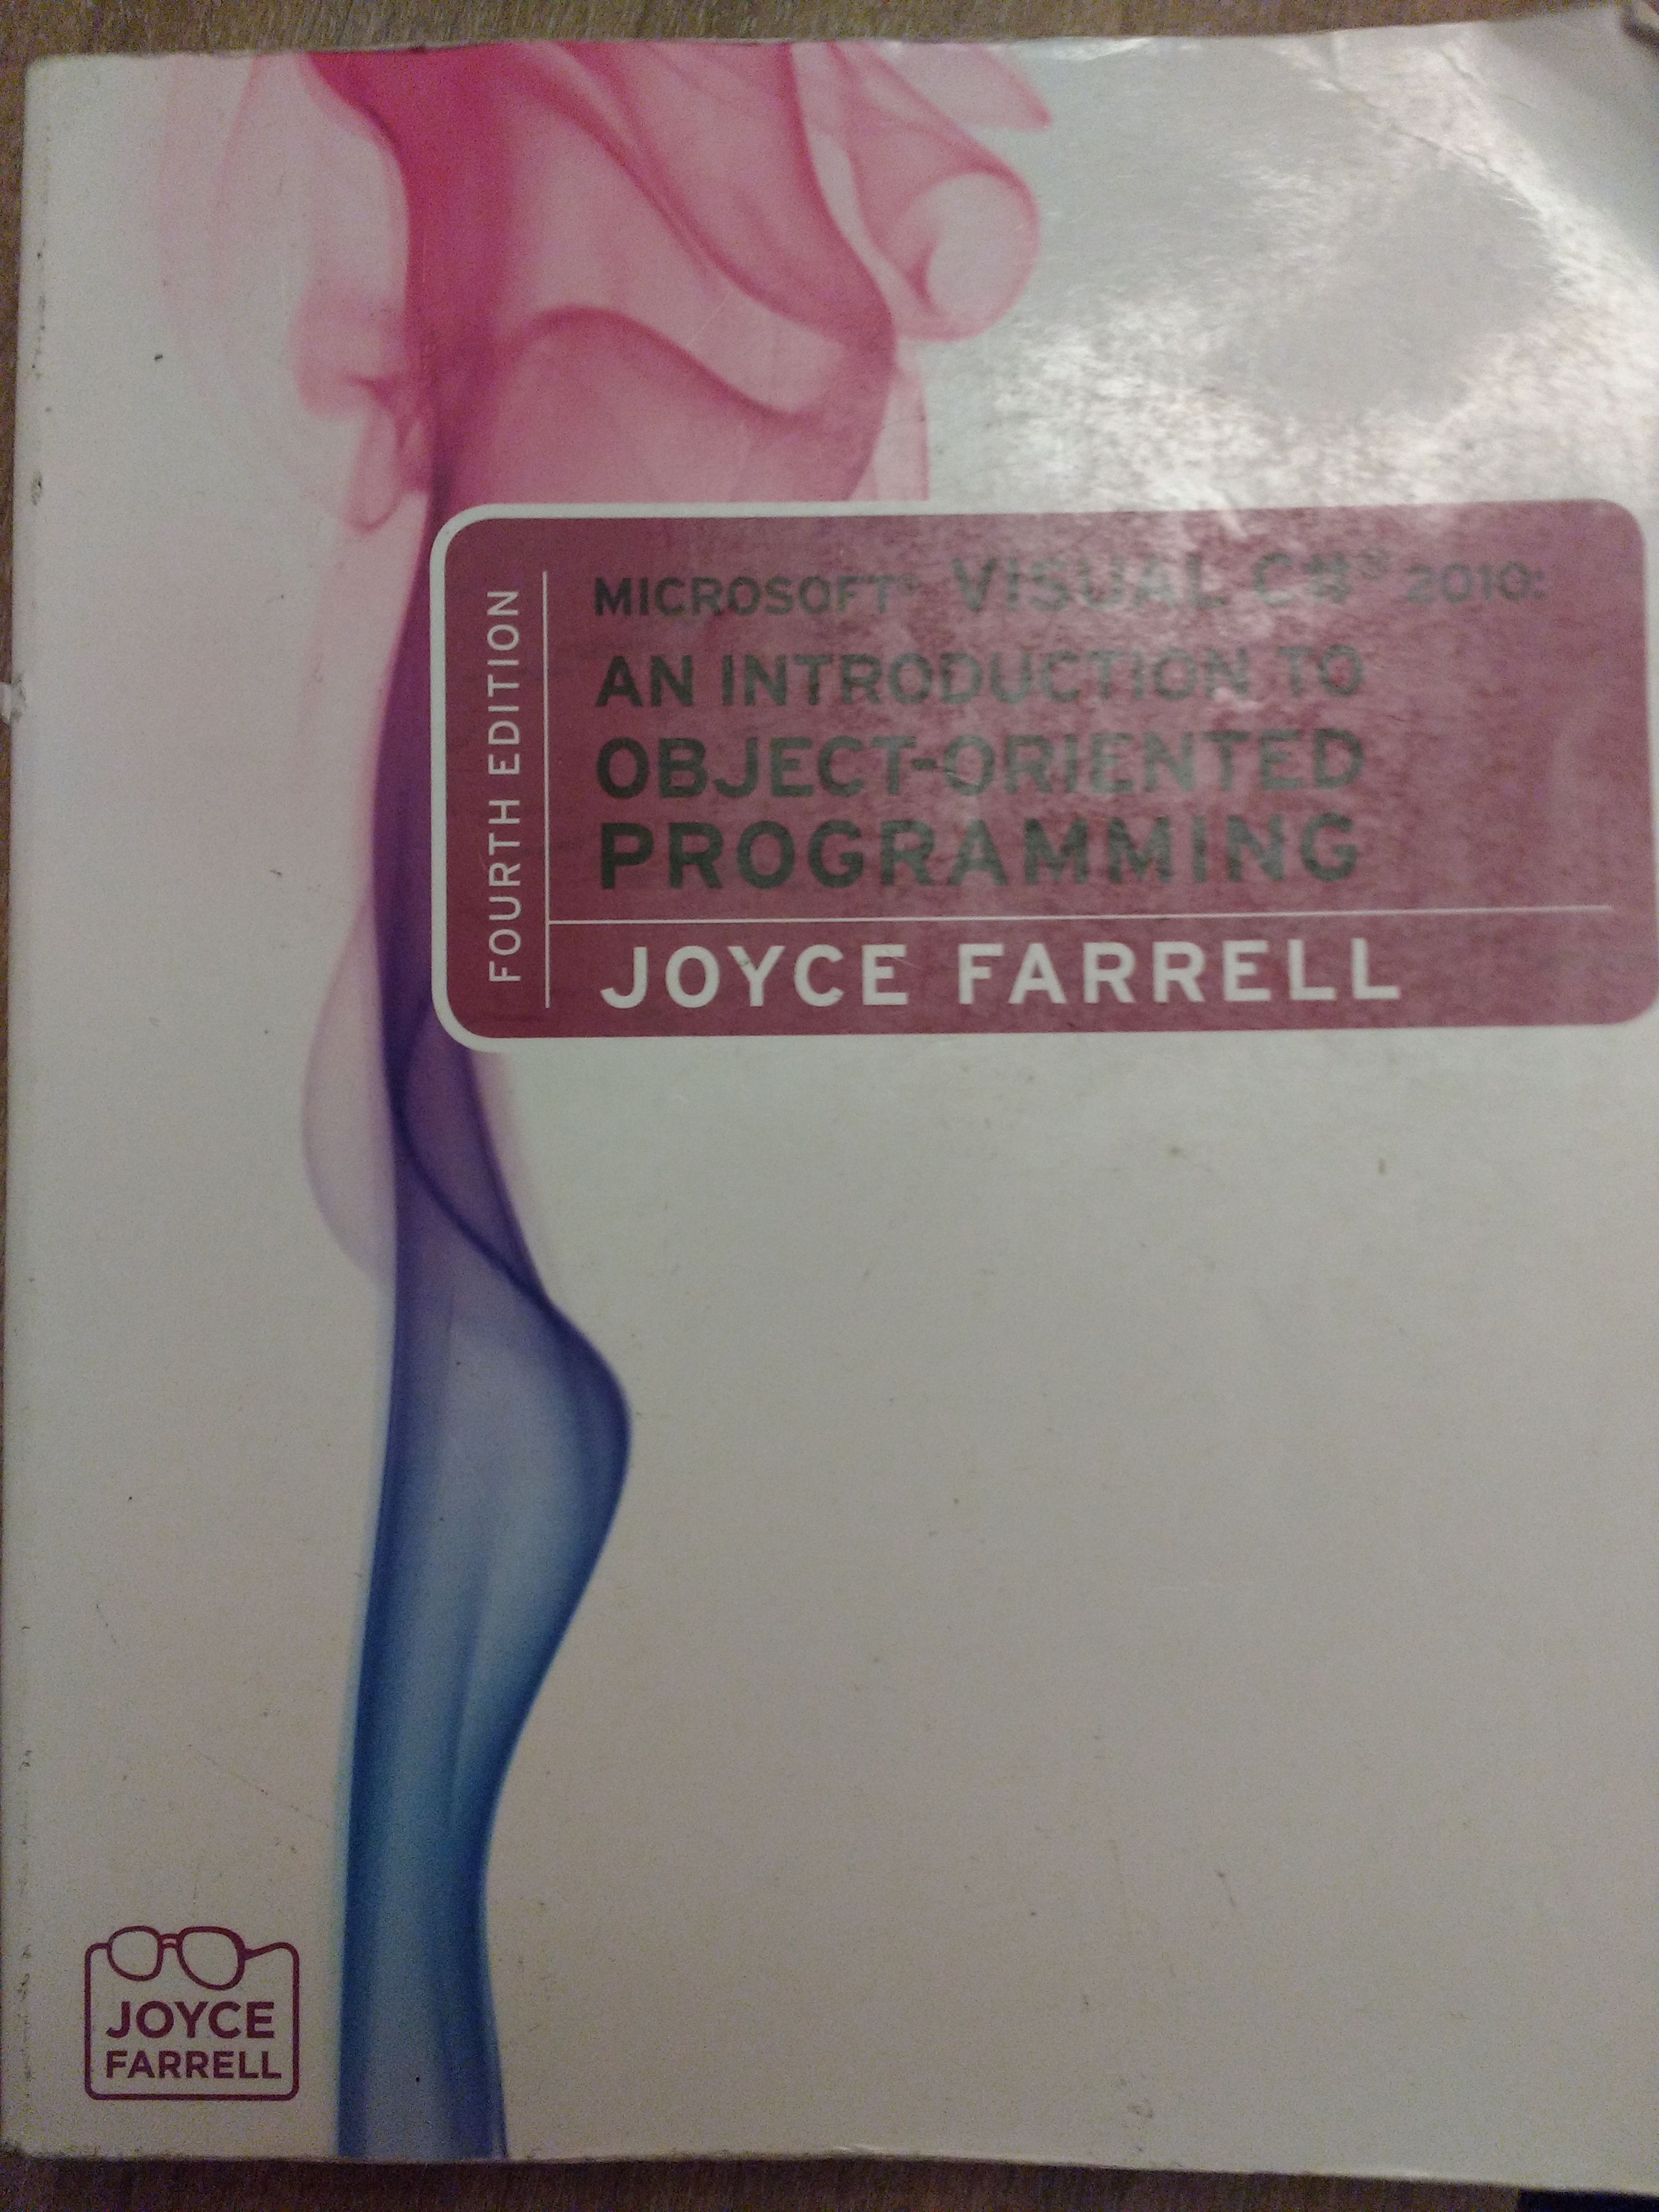 FOURTH EDITION
MICROSOFT® VISUAL C#® 2010:
AN INTRODUCTION TO
OBJECT-ORIENTED
PROGRAMMING
JOYCE FARRELL
JOYCE
FARRELL